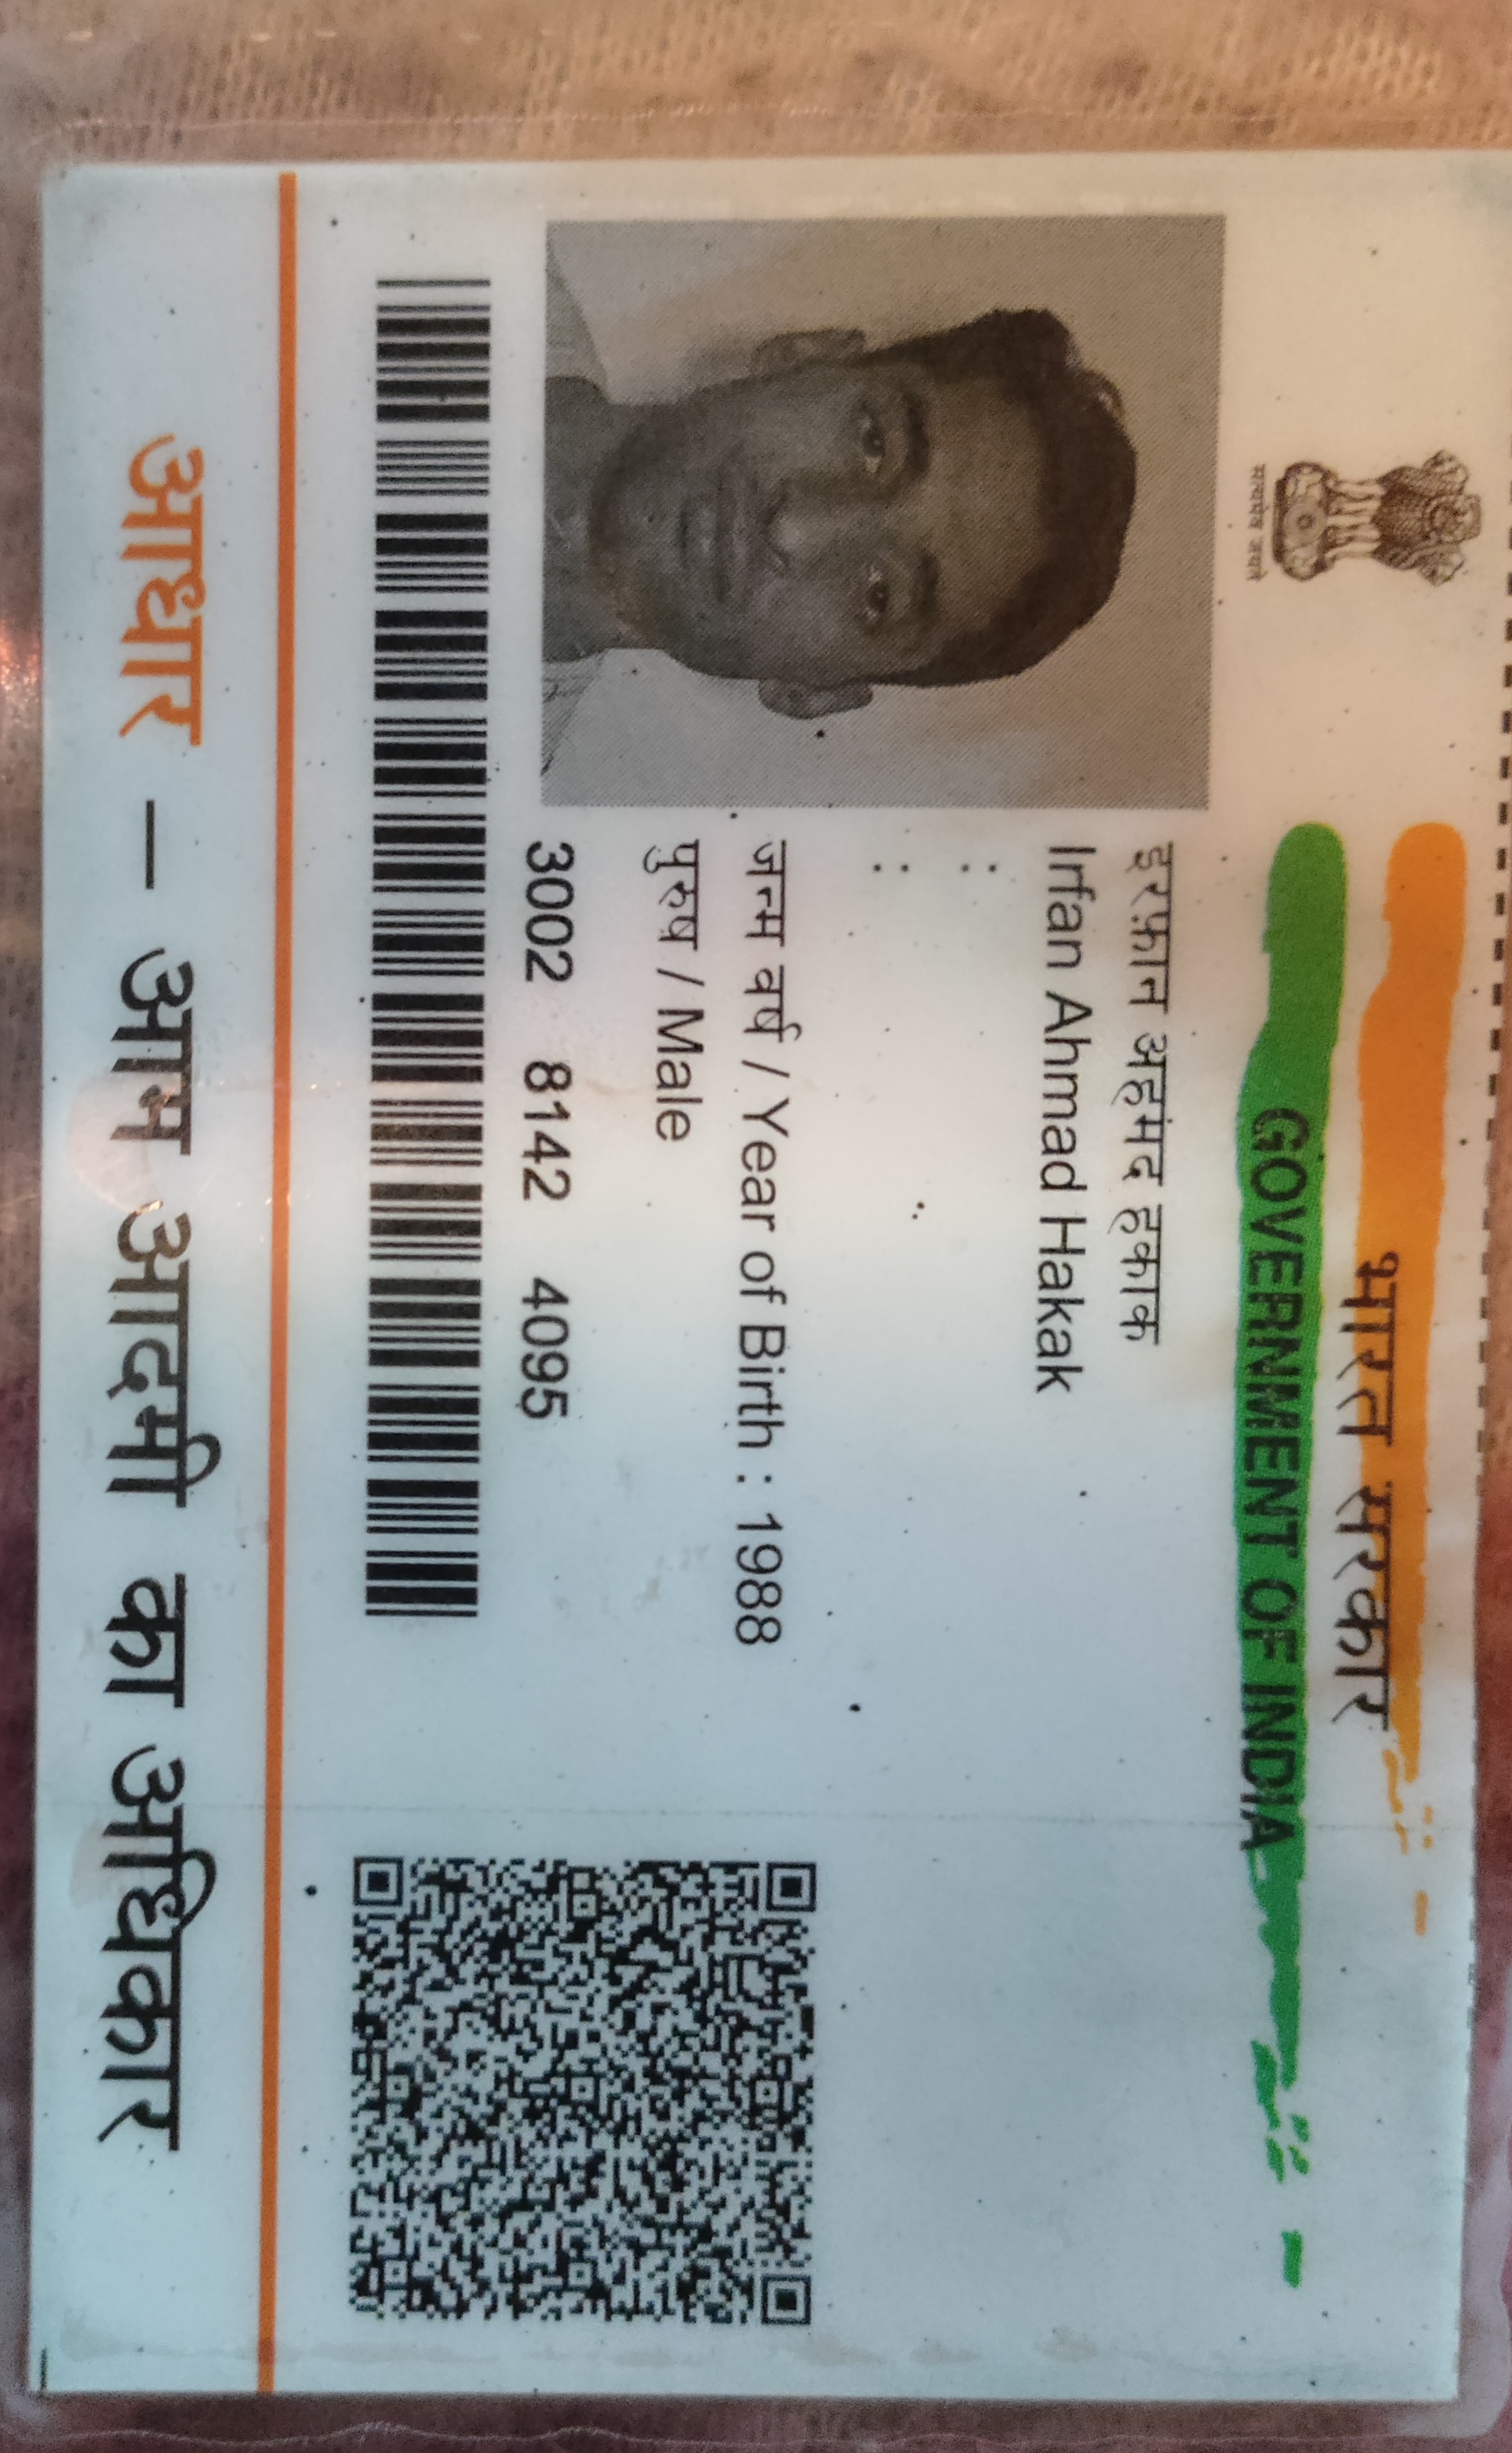 सत्यमेव जयते
भारत सरकार
GOVERNMENT OF INDIA
इरफ़ान अहमद हकाक
Irfan Ahmad Hakak
:
:
जन्म वर्ष / Year of Birth : 1988
पुरुष / Male
3002 8142 4095
आधार – आम आदमी का अधिकार